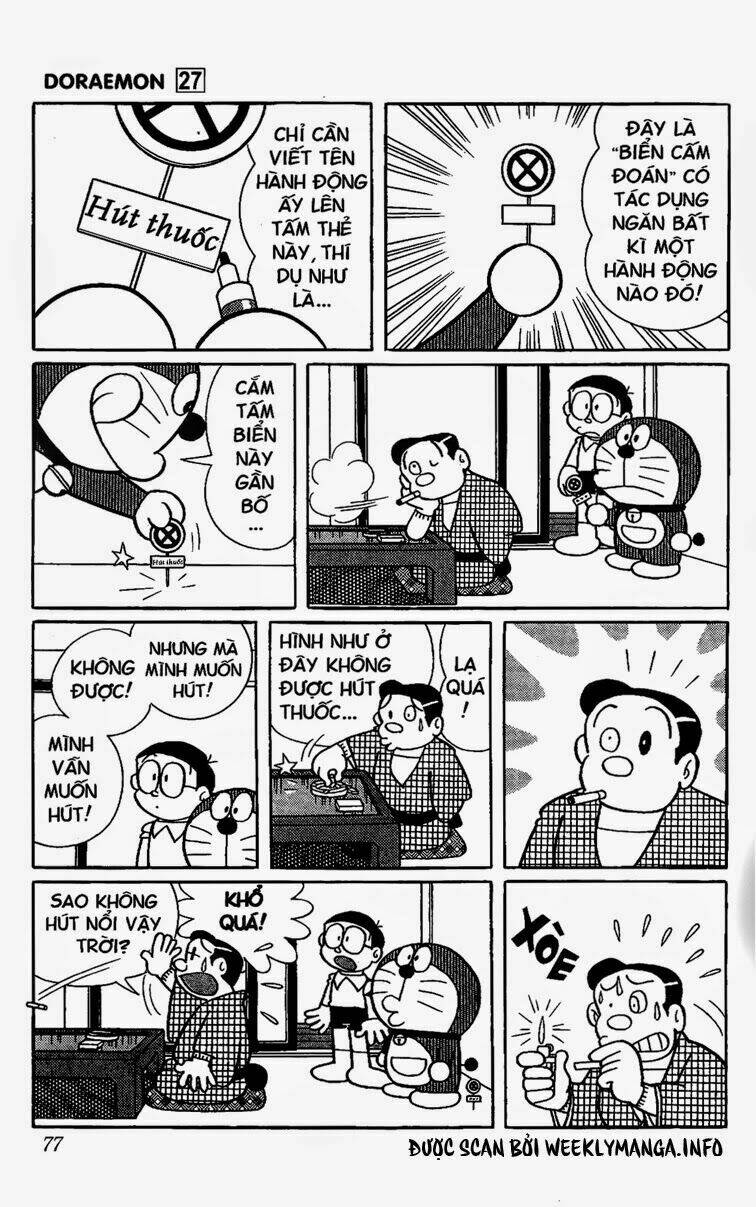 DORAEMON 27
ĐÂY LÀ
"BIỂN CẤM
ĐOÁN" CÓ
TÁC DỤNG
NGĂN BẤT
KÌ MỘT
HÀNH ĐỘNG
NÀO ĐÓ!
CHỈ CẦN
VIẾT TÊN
HÀNH ĐỘNG
ẤY LÊN
TẤM THẺ
NÀY, THÍ
DỤ NHƯ
LÀ...
Hút thuốc
CẮM
TẤM
BIỂN
NÀY
GẦN
BỐ
...
Hút thuốc
LẠ
QUÁ
!
HÌNH NHƯ Ở
ĐÂY KHÔNG
ĐƯỢC HÚT
THUỐC...
NHƯNG MÀ
MÌNH MUỐN
HÚT!
KHÔNG
ĐƯỢC!
MÌNH
VẪN
MUỐN
HÚT!
XÒE
KHỔ
QUÁ!
SAO KHÔNG
HÚT NỔI VẬY
TRỜI?
77
ĐƯỢC SCAN BỞI WEEKLYMANGA.INFO